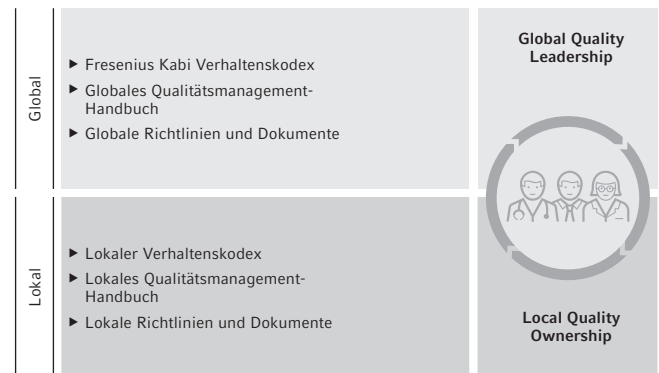 Global
▶ Fresenius Kabi Verhaltenskodex
▶ Globales Qualitätsmanagement-
Handbuch
▶ Globale Richtlinien und Dokumente
Global Quality
Leadership
Lokal
▶ Lokaler Verhaltenskodex
▶ Lokales Qualitätsmanagement-
Handbuch
▶ Lokale Richtlinien und Dokumente
Local Quality
Ownership